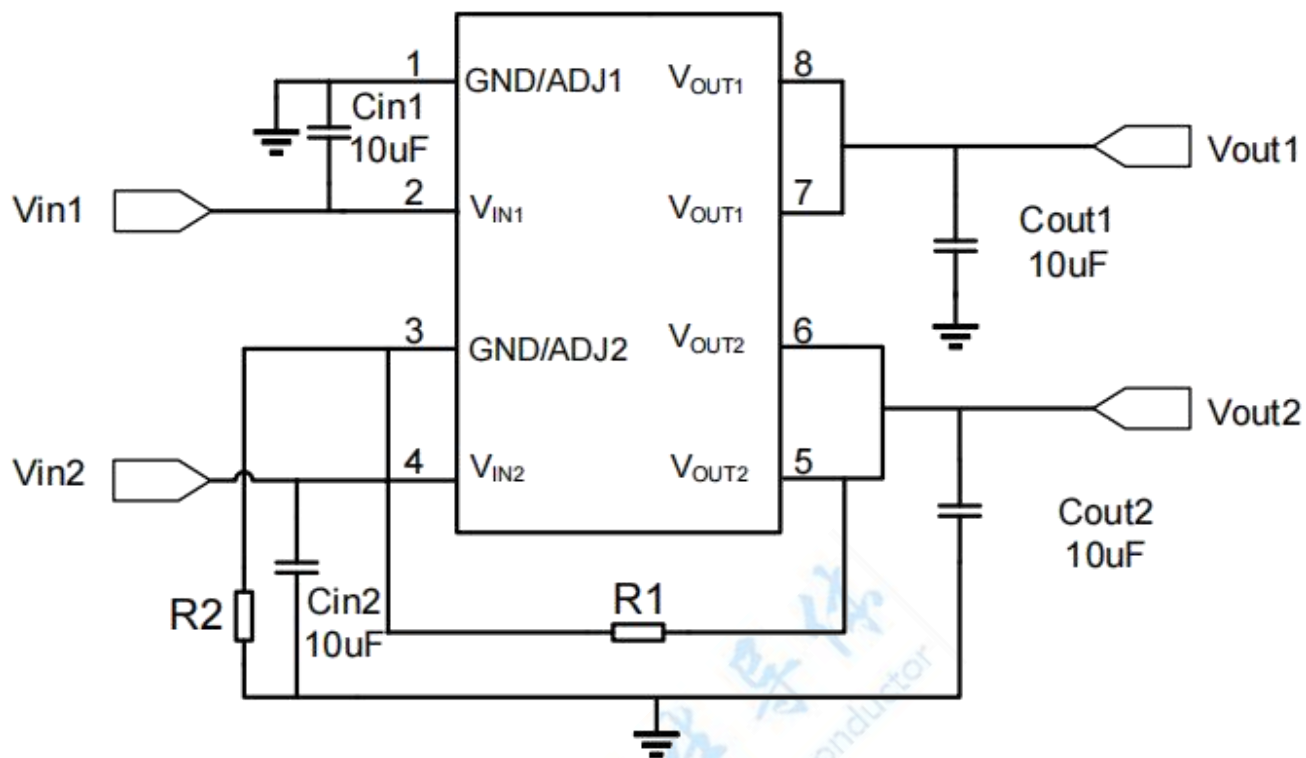 1
GND/ADJ1
VOUT1
8
Cin1
10uF
Vin1
2
VIN1
VOUT1
7
Vout1
Cout1
10uF
3
GND/ADJ2
VOUT2
6
Vin2
4
VIN2
VOUT2
5
Vout2
Cout2
10uF
R2
Cin2
10uF
R1